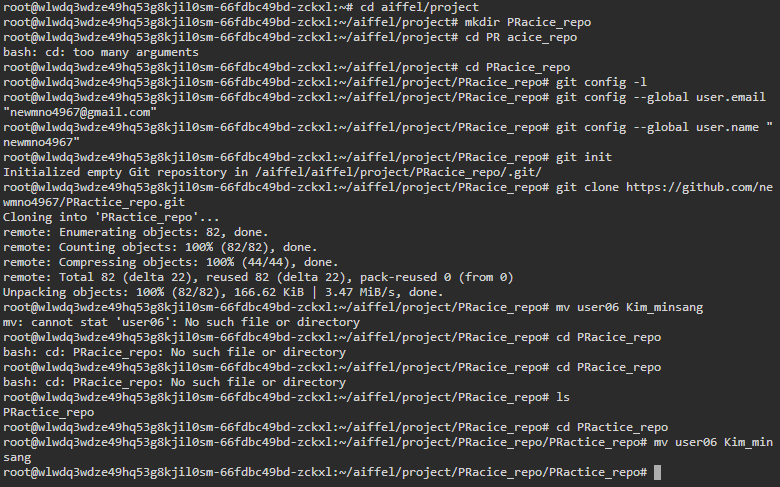 root@wlwdq3wdze49hq53g8kjil0sm-66fdbc49bd-zckxl:~# cd aiffel/project
root@wlwdq3wdze49hq53g8kjil0sm-66fdbc49bd-zckxl:~/aiffel/project# mkdir PRacice_repo
root@wlwdq3wdze49hq53g8kjil0sm-66fdbc49bd-zckxl:~/aiffel/project# cd PR acice_repo
bash: cd: too many arguments
root@wlwdq3wdze49hq53g8kjil0sm-66fdbc49bd-zckxl:~/aiffel/project# cd PRacice_repo
root@wlwdq3wdze49hq53g8kjil0sm-66fdbc49bd-zckxl:~/aiffel/project/PRacice_repo# git config -l
root@wlwdq3wdze49hq53g8kjil0sm-66fdbc49bd-zckxl:~/aiffel/project/PRacice_repo# git config --global user.email
"newmno4967@gmail.com"
root@wlwdq3wdze49hq53g8kjil0sm-66fdbc49bd-zckxl:~/aiffel/project/PRacice_repo# git config --global user.name "
newmno4967"
root@wlwdq3wdze49hq53g8kjil0sm-66fdbc49bd-zckxl:~/aiffel/project/PRacice_repo# git init
Initialized empty Git repository in /aiffel/aiffel/project/PRacice_repo/.git/
root@wlwdq3wdze49hq53g8kjil0sm-66fdbc49bd-zckxl:~/aiffel/project/PRacice_repo# git clone https://github.com/ne
wmno4967/PRactice_repo.git
Cloning into 'PRactice_repo'...
remote: Enumerating objects: 82, done.
remote: Counting objects: 100% (82/82), done.
remote: Compressing objects: 100% (44/44), done.
remote: Total 82 (delta 22), reused 82 (delta 22), pack-reused 0 (from 0)
Unpacking objects: 100% (82/82), 166.62 KiB | 3.47 MiB/s, done.
root@wlwdq3wdze49hq53g8kjil0sm-66fdbc49bd-zckxl:~/aiffel/project/PRacice_repo# mv user06 Kim_minsang
mv: cannot stat 'user06': No such file or directory
root@wlwdq3wdze49hq53g8kjil0sm-66fdbc49bd-zckxl:~/aiffel/project/PRacice_repo# cd PRacice_repo
bash: cd: PRacice_repo: No such file or directory
root@wlwdq3wdze49hq53g8kjil0sm-66fdbc49bd-zckxl:~/aiffel/project/PRacice_repo# cd PRacice_repo
bash: cd: PRacice_repo: No such file or directory
root@wlwdq3wdze49hq53g8kjil0sm-66fdbc49bd-zckxl:~/aiffel/project/PRacice_repo# ls
PRactice_repo
root@wlwdq3wdze49hq53g8kjil0sm-66fdbc49bd-zckxl:~/aiffel/project/PRacice_repo# cd PRactice_repo
root@wlwdq3wdze49hq53g8kjil0sm-66fdbc49bd-zckxl:~/aiffel/project/PRacice_repo/PRactice_repo# mv user06 Kim_min
sang
root@wlwdq3wdze49hq53g8kjil0sm-66fdbc49bd-zckxl:~/aiffel/project/PRacice_repo/PRactice_repo#